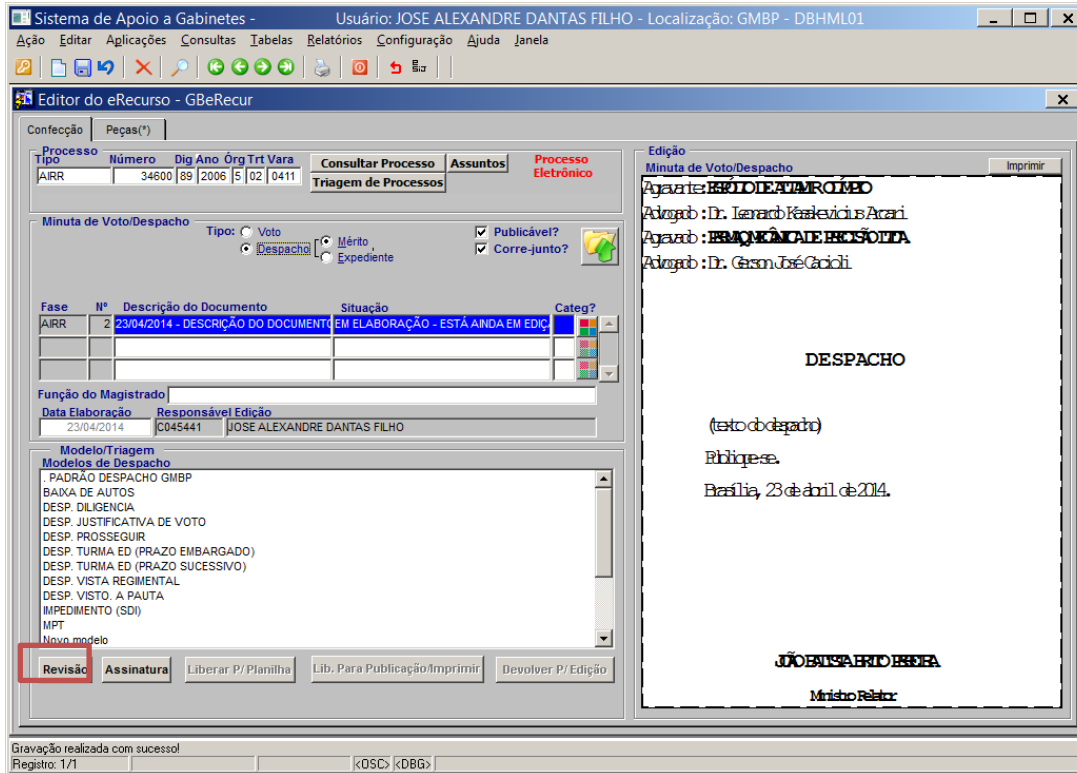 Sistema de Apoio a Gabinetes - Usuário: JOSE ALEXANDRE DANTAS FILHO - Localização: GMBP - DBHML01
Ação Editar Aplicações Consultas Tabelas Relatórios Configuração Ajuda Janela
Editor do eRecurso - GBeRecur
Confecção Peças(*)
Processo
Tipo Número Dig Ano Órg Trt Vara
AIRR 34600 89 2006 5 02 0411
Consultar Processo Assuntos
Triagem de Processos
Processo Eletrônico
Minuta de Voto/Despacho
Tipo: Voto
Despacho
Mérito
Expediente
Publicável?
Corre-junto?
Fase Nº Descrição do Documento Situação Categ?
AIRR 2 23/04/2014 - DESCRIÇÃO DO DOCUMENTO EM ELABORAÇÃO - ESTÁ AINDA EM EDIÇ
Função do Magistrado
Data Elaboração Responsável Edição
23/04/2014 C045441 JOSE ALEXANDRE DANTAS FILHO
Modelo/Triagem
Modelos de Despacho
. PADRÃO DESPACHO GMBP
BAIXA DE AUTOS
DESP. DILIGENCIA
DESP. JUSTIFICATIVA DE VOTO
DESP. PROSSEGUIR
DESP. TURMA ED (PRAZO EMBARGADO)
DESP. TURMA ED (PRAZO SUCESSIVO)
DESP. VISTA REGIMENTAL
DESP. VISTO. A PAUTA
IMPEDIMENTO (SDI)
MPT
Novo modelo
Revisão Assinatura Liberar P/ Planilha Lib. Para Publicação/Imprimir Devolver P/ Edição
Edição
Minuta de Voto/Despacho Imprimir
Agravante: ESPÓLIO DE
Advogado : Dr. Leonardo
Agravado :
Advogado : Dr. Gerson José
DESPACHO
(texto do despacho)
Publique-se.
Brasília, 23 de abril de 2014.
JOÃO BATISTA BRITO PEREIRA
Ministro Relator
Gravação realizada com sucesso!
Registro: 1/1 <OSC> <DBG>